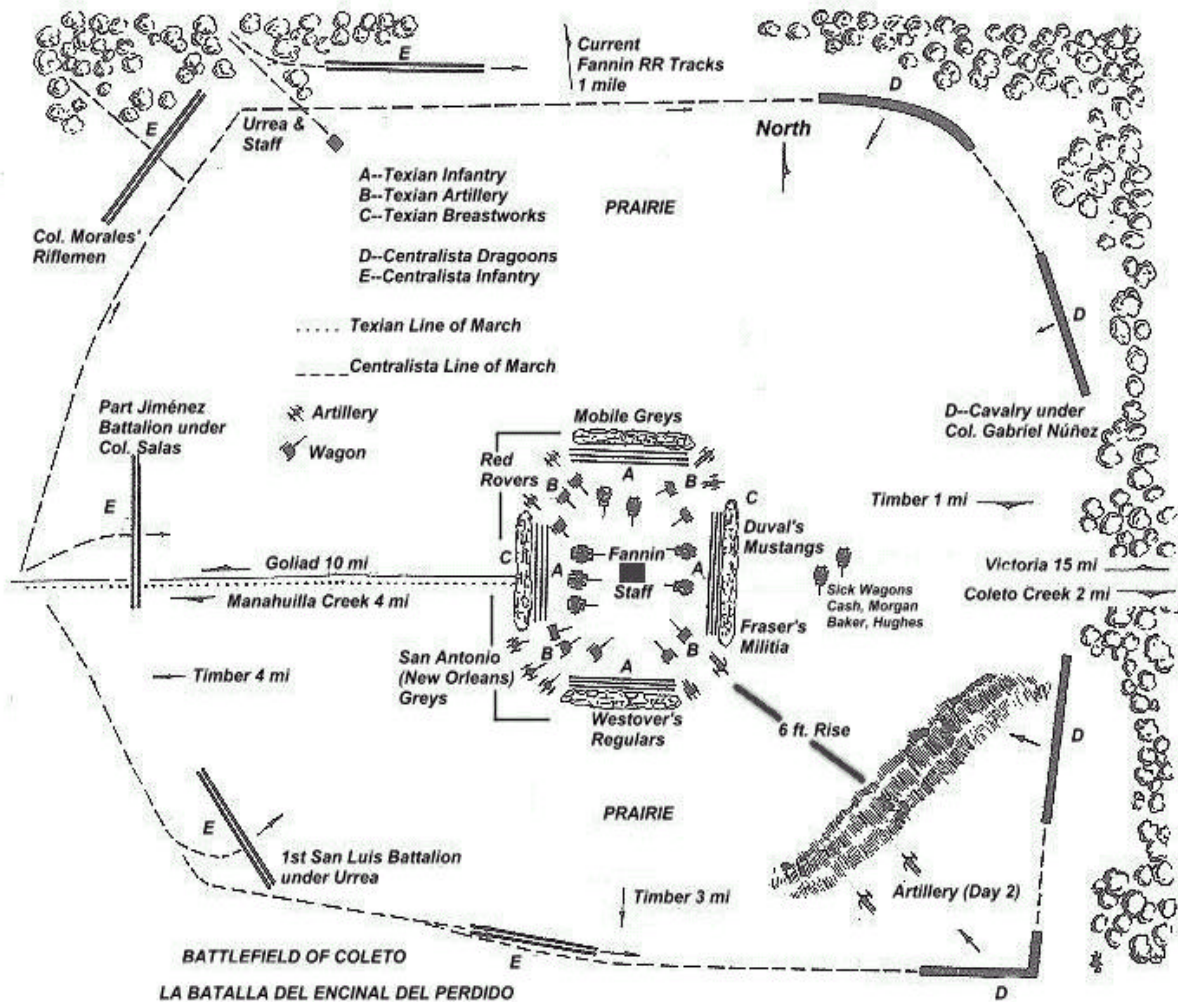 E
Current
Fannin RR Tracks
1 mile
D
E
Urrea &
Staff
North
A--Texian Infantry
B--Texian Artillery
C--Texian Breastworks
PRAIRIE
Col. Morales'
Riflemen
D--Centralista Dragoons
E--Centralista Infantry
D
Texian Line of March
Centralista Line of March
Part Jiménez
Battalion under
Col. Salas
Artillery
Wagon
Mobile Greys
D--Cavalry under
Col. Gabriel Núñez
Red
Rovers
A
B
B
C
E
Timber 1 mi
Duval's
Mustangs
C
A
Fannin
Staff
A
Goliad 10 mi
Manahuilla Creek 4 mi
Victoria 15 mi
Coleto Creek 2 mi
Sick Wagons
Cash, Morgan
Baker, Hughes
Fraser's
Militia
B
B
A
San Antonio
(New Orleans)
Greys
Timber 4 mi
Westover's
Regulars
6 ft. Rise
D
PRAIRIE
E
1st San Luis Battalion
under Urrea
Timber 3 mi
Artillery (Day 2)
E
D
BATTLEFIELD OF COLETO
LA BATALLA DEL ENCINAL DEL PERDIDO